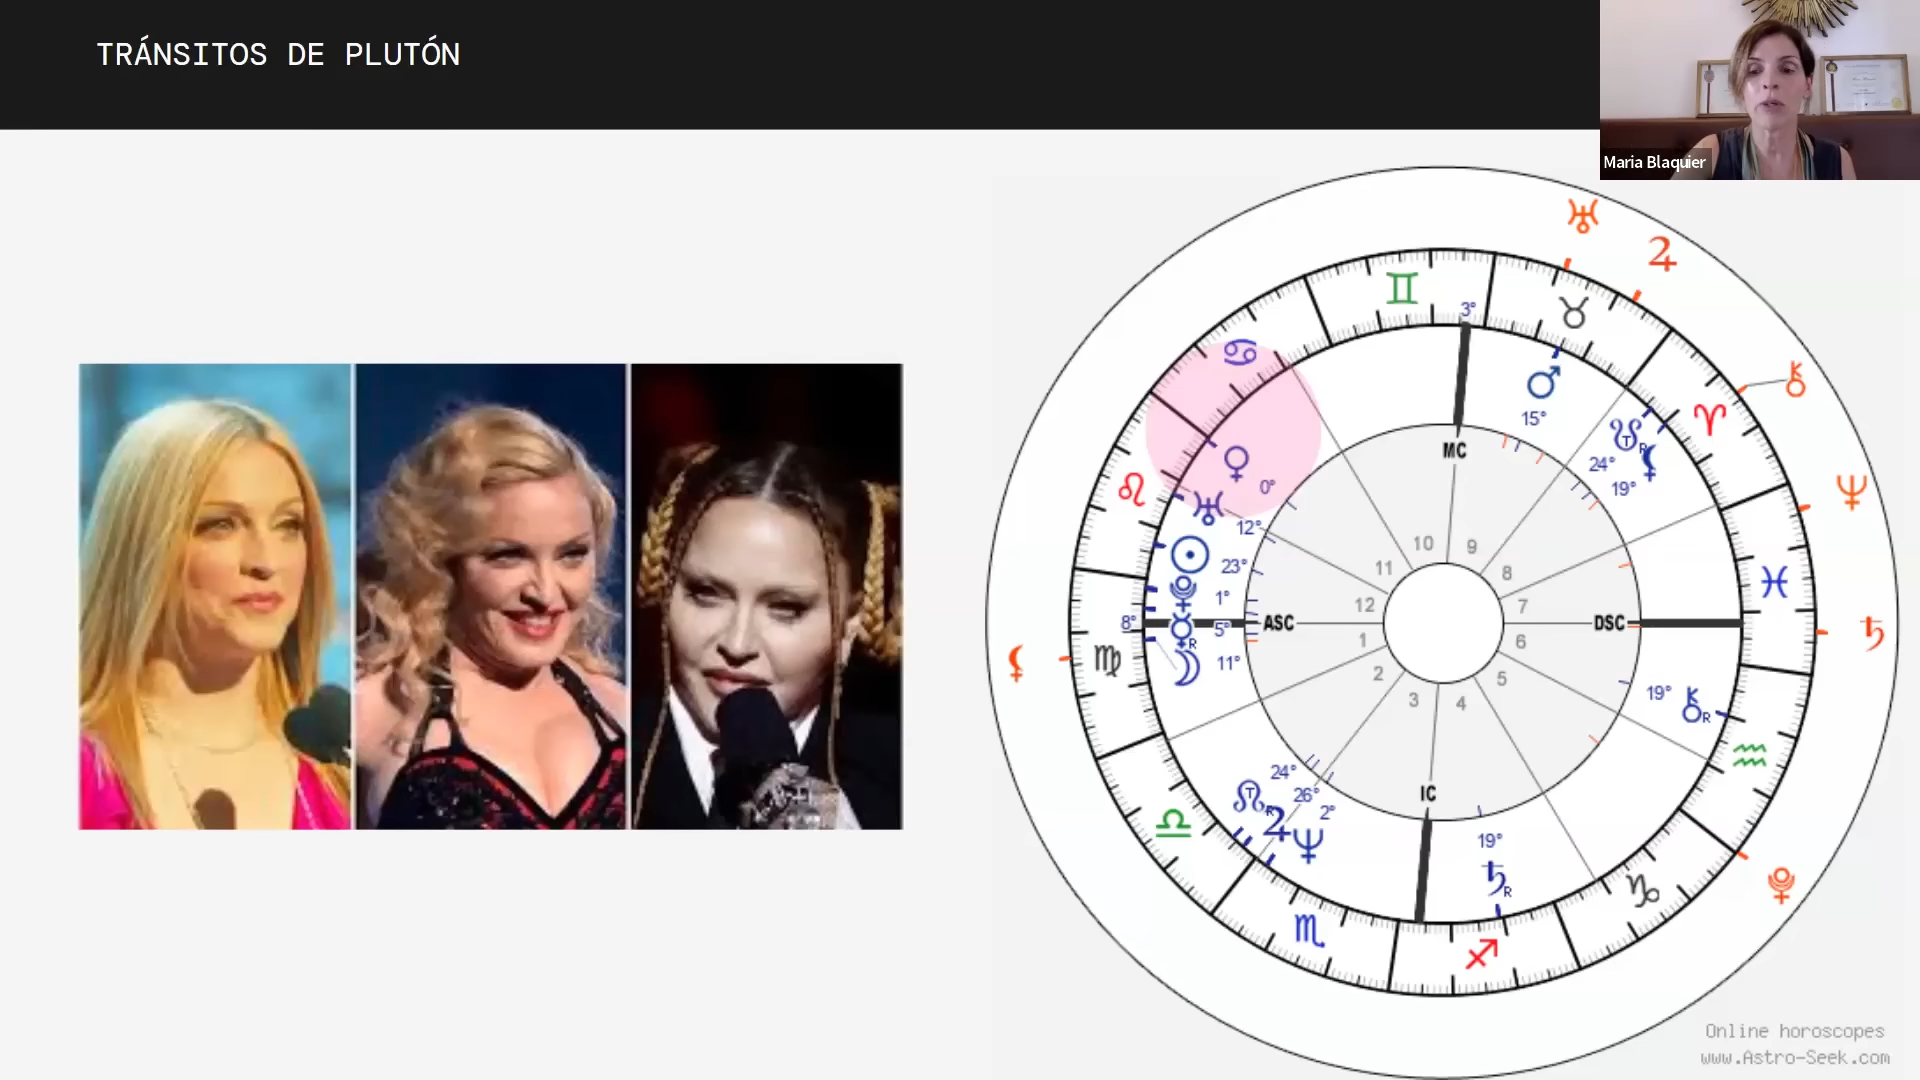 TRÁNSITOS DE PLUTÓN
Maria Blaquier
3°
MC
15°
24°
19°
0°
12°
23°
1°
8°
5°
11°
ASC
DSC
10
9
11
8
12
7
1
6
2
5
3
4
19°
24°
26°
2°
IC
19°
R
R
R
R
R
Online horoscopes
www.Astro-Seek.com